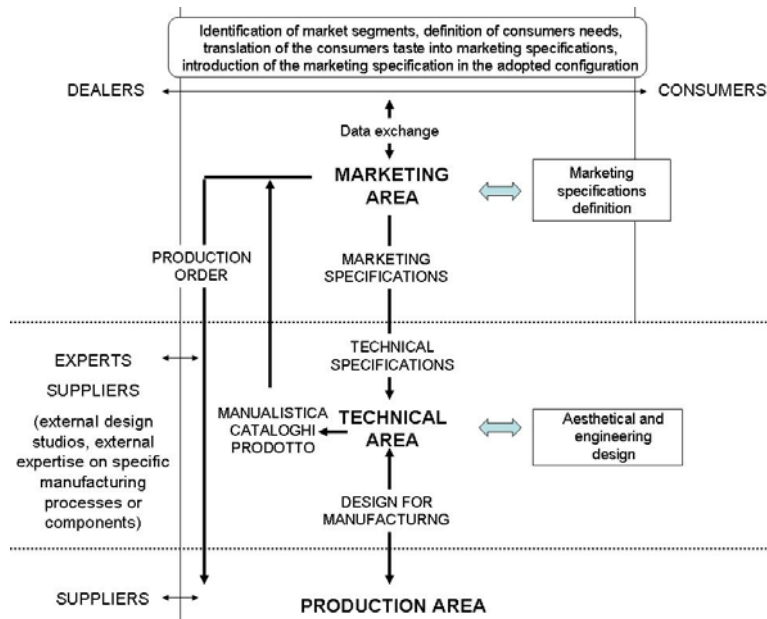 Identification of market segments, definition of consumers needs,
translation of the consumers taste into marketing specifications,
introduction of the marketing specification in the adopted configuration
DEALERS
CONSUMERS
Data exchange
MARKETING
AREA
Marketing
specifications
definition
PRODUCTION
ORDER
MARKETING
SPECIFICATIONS
EXPERTS
SUPPLIERS
(external design
studios, external
expertise on specific
manufacturing
processes or
components)
TECHNICAL
SPECIFICATIONS
MANUALISTICA
CATALOGHI
PRODOTTO
TECHNICAL
AREA
Aesthetical and
engineering
design
DESIGN FOR
MANUFACTURNG
SUPPLIERS
PRODUCTION AREA